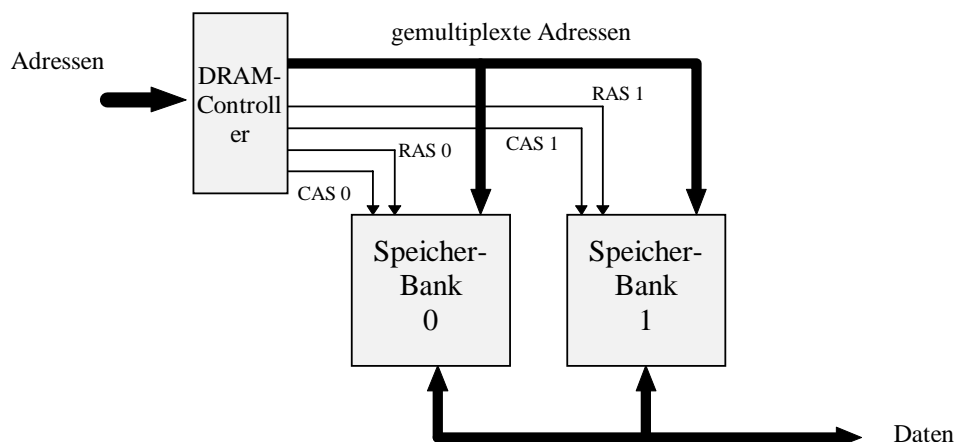 gemultiplexte Adressen
Adressen
DRAM-
Controll
er
RAS 1
CAS 1
RAS 0
CAS 0
Speicher-
Bank
0
Speicher-
Bank
1
Daten